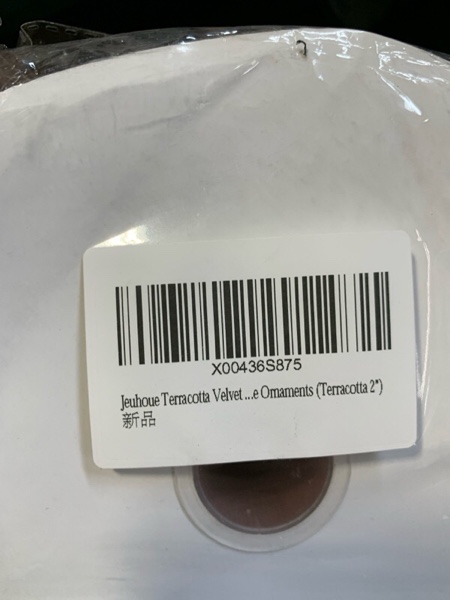 X00436S875
Jeuhoue Terracotta Velvet ...e Ornaments (Terracotta 2")
新品